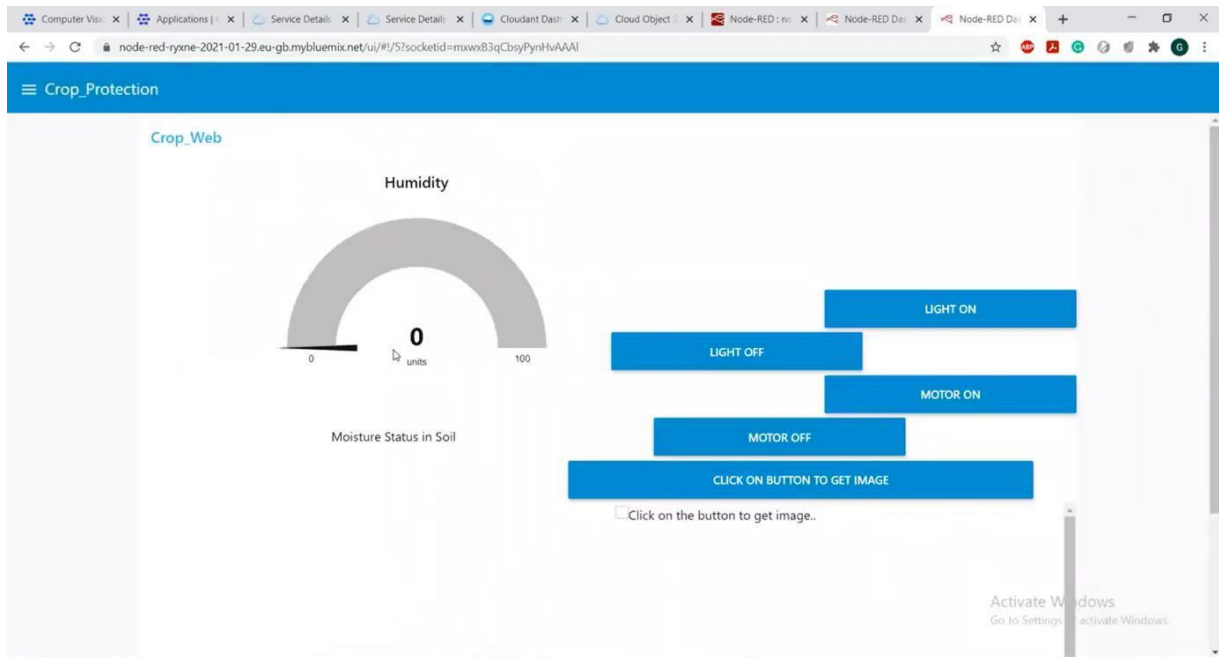 Computer Visio
Applications |
Service Details
Service Details
Cloudant Dash
Cloud Object S
Node-RED : no
Node-RED Das
Node-RED Das
node-red-ryxne-2021-01-29.eu-gb.mybluemix.net/ui/#!/5?socketid=mxwxB3qCbsyPynHvAAAl
ABP
G
Crop_Protection
Crop_Web
Humidity
0
units
0
100
Moisture Status in Soil
LIGHT ON
LIGHT OFF
MOTOR ON
MOTOR OFF
CLICK ON BUTTON TO GET IMAGE
Click on the button to get image..
Activate Windows
Go to Settings activate Windows.